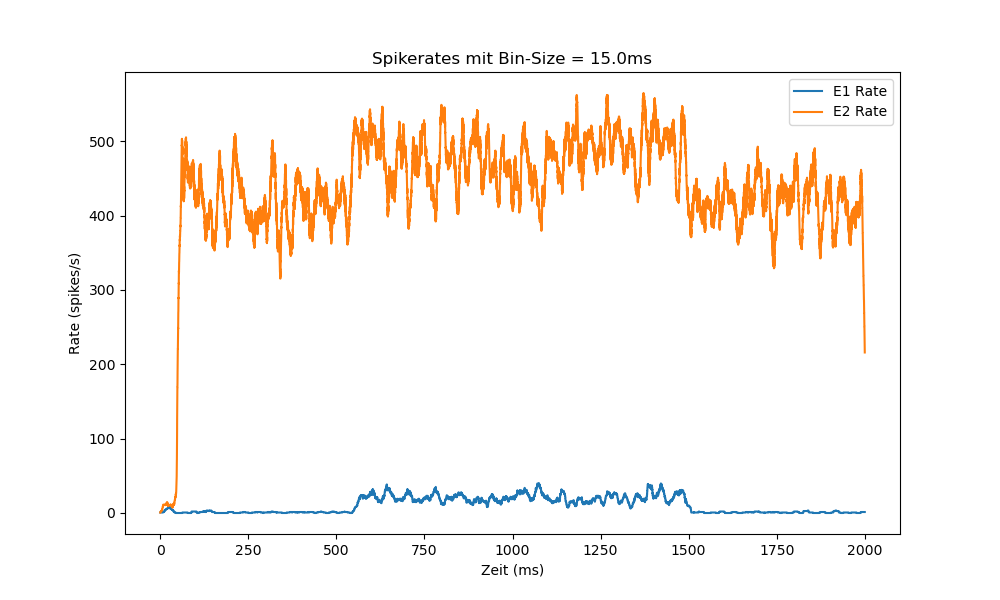 Spikerates mit Bin-Size = 15.0ms
E1 Rate
E2 Rate
Rate (spikes/s)
500
400
300
200
100
0
0 250 500 750 1000 1250 1500 1750 2000
Zeit (ms)